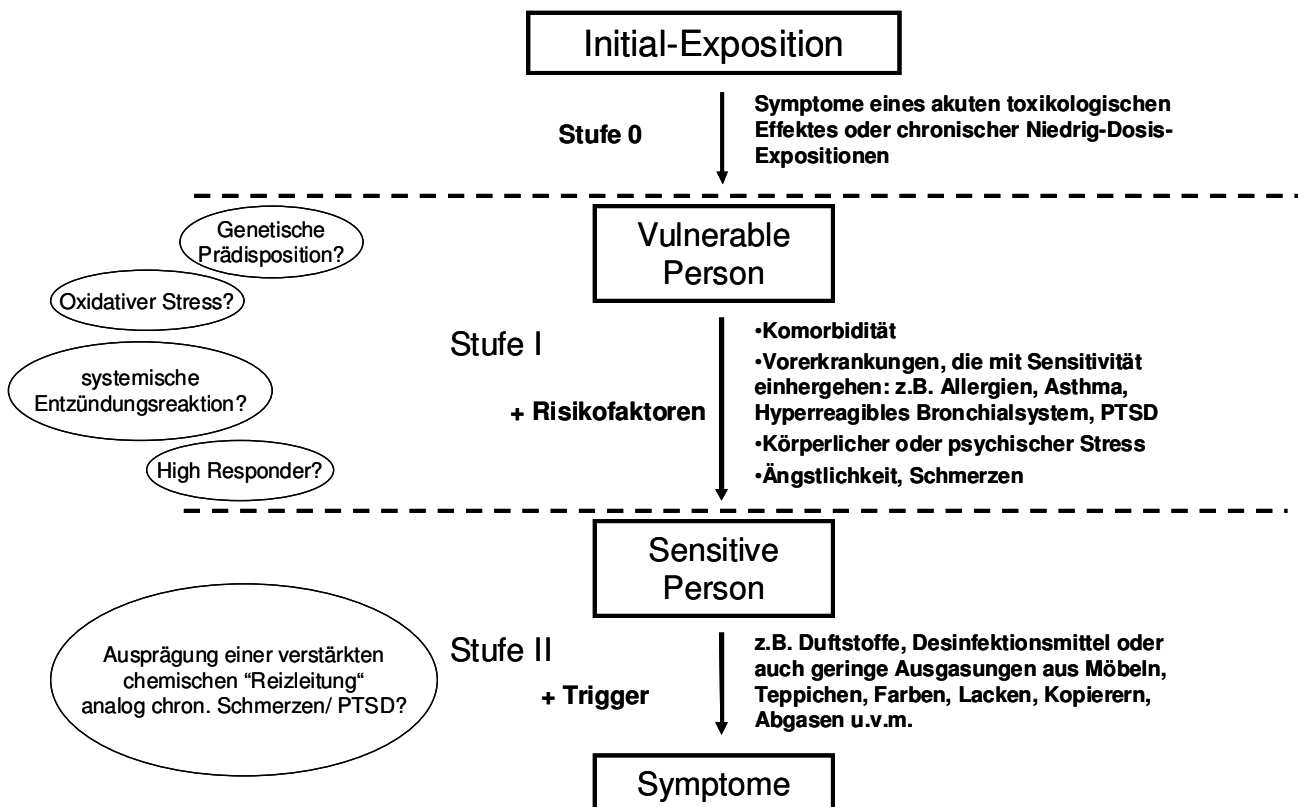 Initial-Exposition
Stufe 0
Symptome eines akuten toxikologischen
Effektes oder chronischer Niedrig-Dosis-
Expositionen
Genetische
Prädisposition?
Vulnerable
Person
Oxidativer Stress?
Stufe I
systemische
Entzündungsreaktion?
+ Risikofaktoren
•Komorbidität
•Vorerkrankungen, die mit Sensitivität
einhergehen: z.B. Allergien, Asthma,
Hyperreagibles Bronchialsystem, PTSD
•Körperlicher oder psychischer Stress
•Ängstlichkeit, Schmerzen
High Responder?
Sensitive
Person
Ausprägung einer verstärkten
chemischen “Reizleitung“
analog chron. Schmerzen/ PTSD?
Stufe II
+ Trigger
z.B. Duftstoffe, Desinfektionsmittel oder
auch geringe Ausgasungen aus Möbeln,
Teppichen, Farben, Lacken, Kopierern,
Abgasen u.v.m.
Symptome